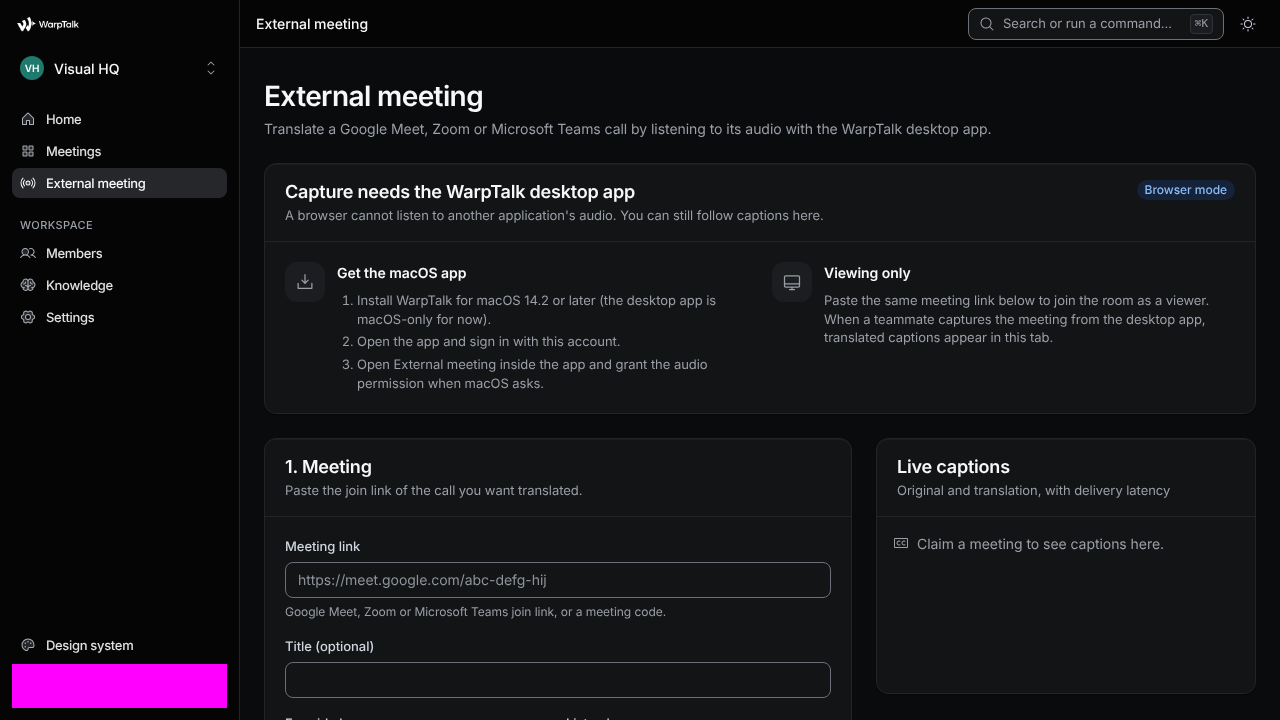 WarpTalk
External meeting
Search or run a command...
⌘K
VH
Visual HQ
Home
Meetings
External meeting
WORKSPACE
Members
Knowledge
Settings
Design system
External meeting
Translate a Google Meet, Zoom or Microsoft Teams call by listening to its audio with the WarpTalk desktop app.
Capture needs the WarpTalk desktop app
Browser mode
A browser cannot listen to another application's audio. You can still follow captions here.
Get the macOS app
1. Install WarpTalk for macOS 14.2 or later (the desktop app is
macOS-only for now).
2. Open the app and sign in with this account.
3. Open External meeting inside the app and grant the audio
permission when macOS asks.
Viewing only
Paste the same meeting link below to join the room as a viewer.
When a teammate captures the meeting from the desktop app,
translated captions appear in this tab.
1. Meeting
Paste the join link of the call you want translated.
Meeting link
https://meet.google.com/abc-defg-hij
Google Meet, Zoom or Microsoft Teams join link, or a meeting code.
Title (optional)
Live captions
Original and translation, with delivery latency
Claim a meeting to see captions here.